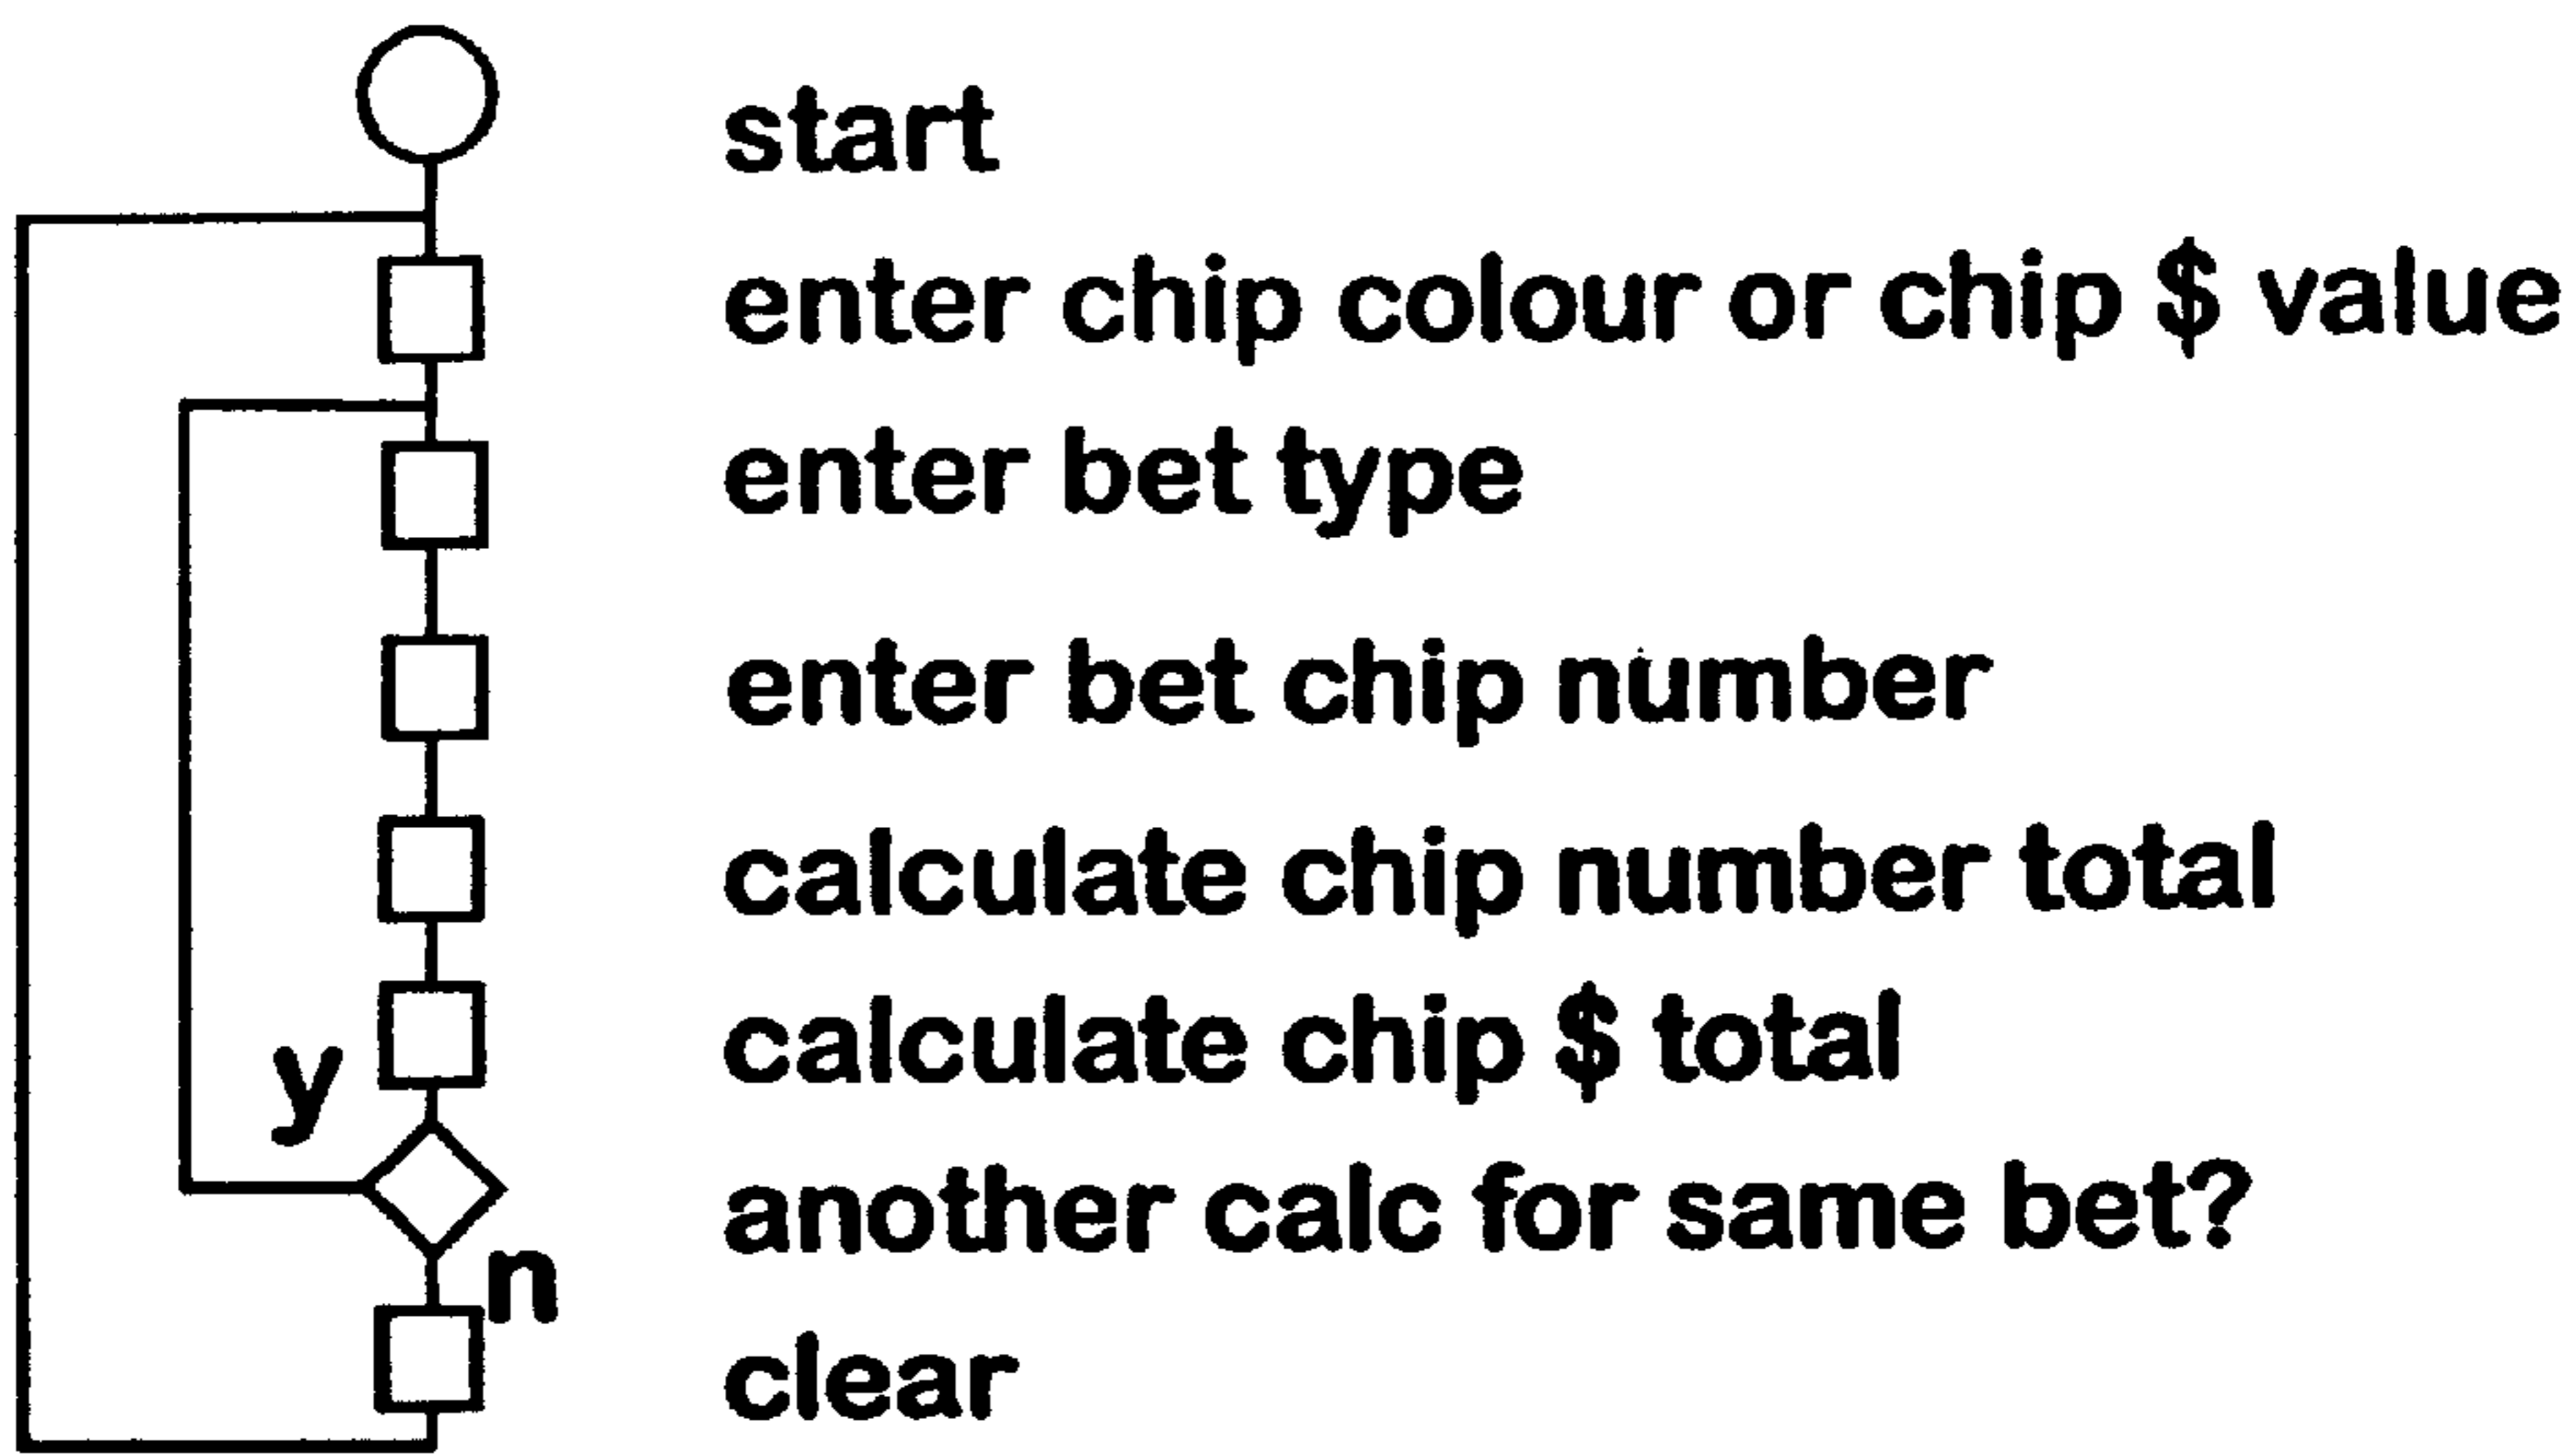 start
enter chip colour or chip $ value
enter bet type
enter bet chip number
calculate chip number total
calculate chip $ total
y
another calc for same bet?
n
clear